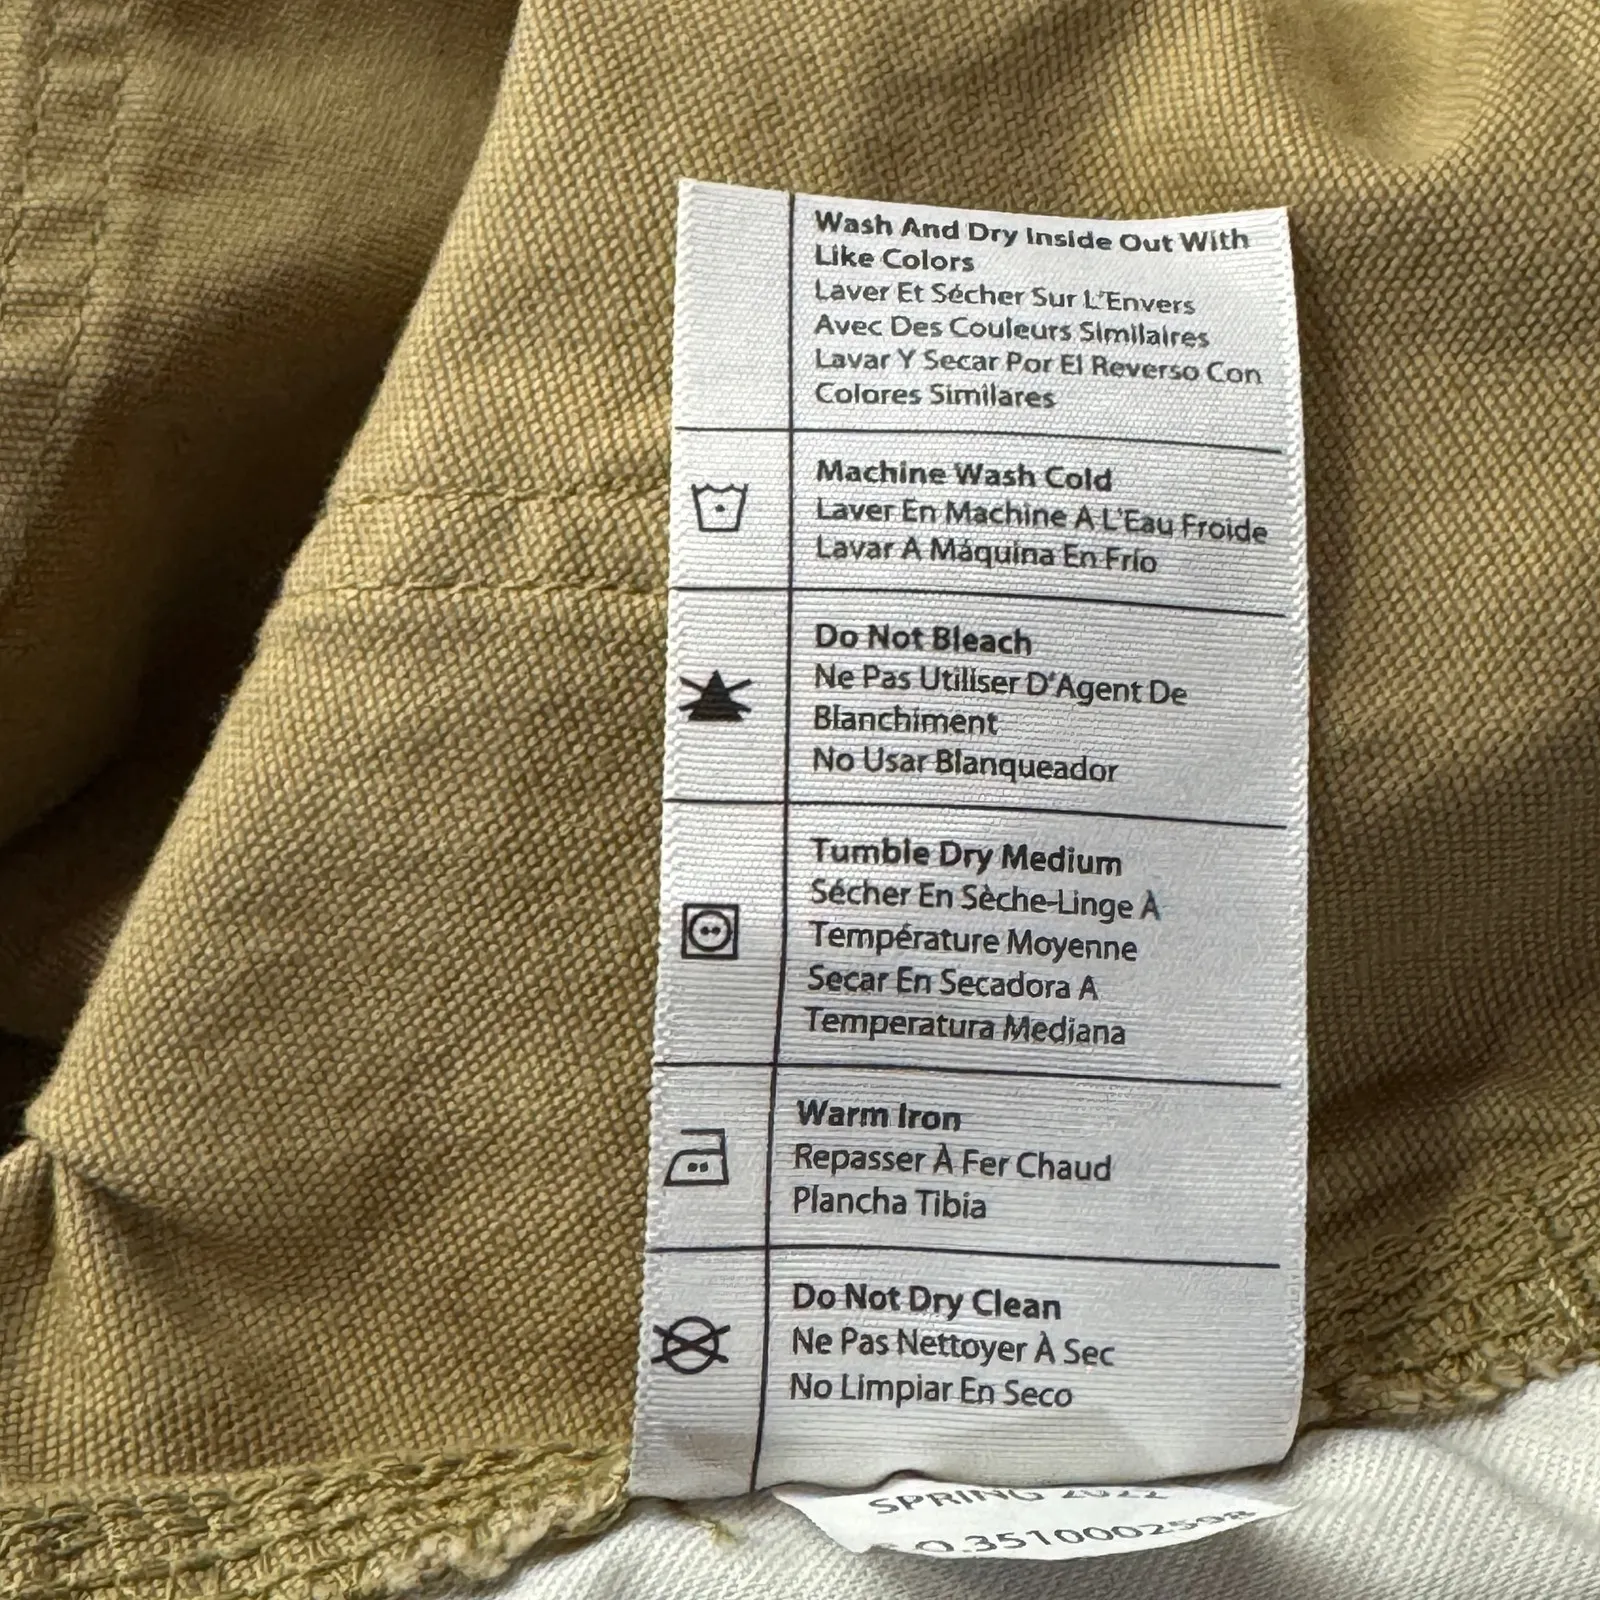 Wash And Dry Inside Out With
Like Colors
Laver Et Sécher Sur L'Envers
Avec Des Couleurs Similaires
Lavar Y Secar Por El Reverso Con
Colores Similares
Machine Wash Cold
Laver En Machine A L'Eau Froide
Lavar A Máquina En Frío
Do Not Bleach
Ne Pas Utiliser D'Agent De
Blanchiment
No Usar Blanqueador
Tumble Dry Medium
Sécher En Sèche-Linge À
Température Moyenne
Secar En Secadora A
Temperatura Mediana
Warm Iron
Repasser À Fer Chaud
Plancha Tibia
Do Not Dry Clean
Ne Pas Nettoyer À Sec
No Limpiar En Seco
SPRING